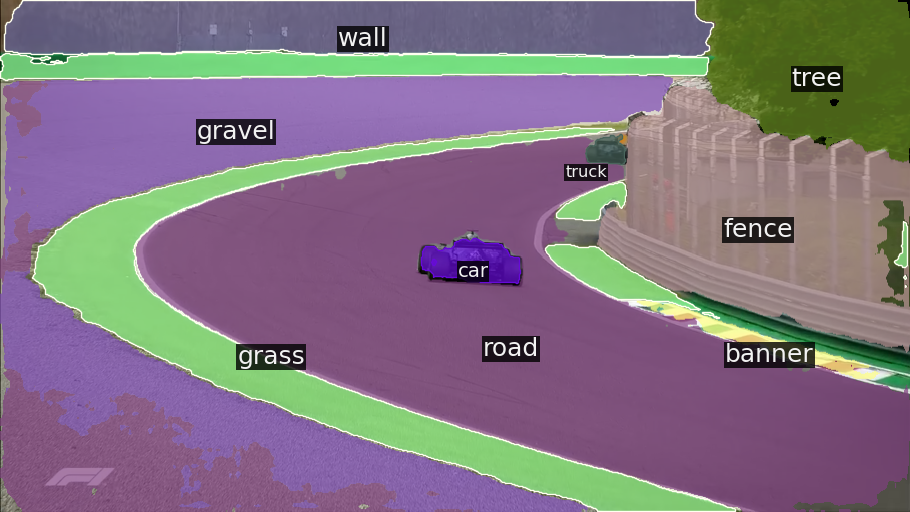 wall
tree
gravel
truck
fence
car
road
banner
grass